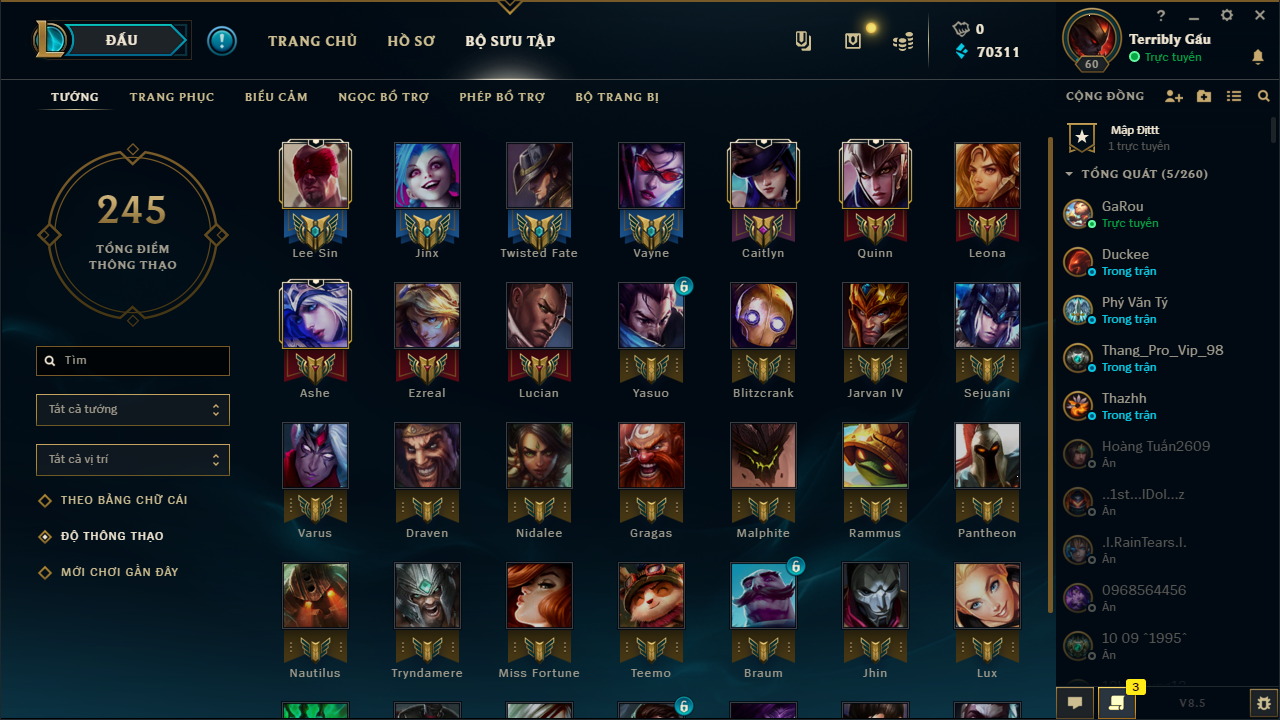 ĐẤU
TRANG CHỦ
HỒ SƠ
BỘ SƯU TẬP
0
70311
60
Terribly Gấu
Trực tuyến
TƯỚNG
TRANG PHỤC
BIỂU CẢM
NGỌC BỔ TRỢ
PHÉP BỔ TRỢ
BỘ TRANG BỊ
245
TỔNG ĐIỂM
THÔNG THẠO
Tìm
Tất cả tướng
Tất cả vị trí
THEO BẢNG CHỮ CÁI
ĐỘ THÔNG THẠO
MỚI CHƠI GẦN ĐÂY
Lee Sin
Jinx
Twisted Fate
Vayne
Caitlyn
Quinn
Leona
6
Ashe
Ezreal
Lucian
Yasuo
Blitzcrank
Jarvan IV
Sejuani
Varus
Draven
Nidalee
Gragas
Malphite
Rammus
Pantheon
6
Nautilus
Tryndamere
Miss Fortune
Teemo
Braum
Jhin
Lux
6
CỘNG ĐỒNG
Mập Địttt
1 trực tuyến
TỔNG QUÁT (5/260)
GaRou
Trực tuyến
Duckee
Trong trận
Phý Văn Tý
Trong trận
Thang_Pro_Vip_98
Trong trận
Thazhh
Trong trận
Hoàng Tuấn2609
Ẩn
..1st...IDol...z
Ẩn
.I.RainTears.I.
Ẩn
0968564456
Ẩn
10 09 ˆ1995ˆ
Ẩn
3
V8.5